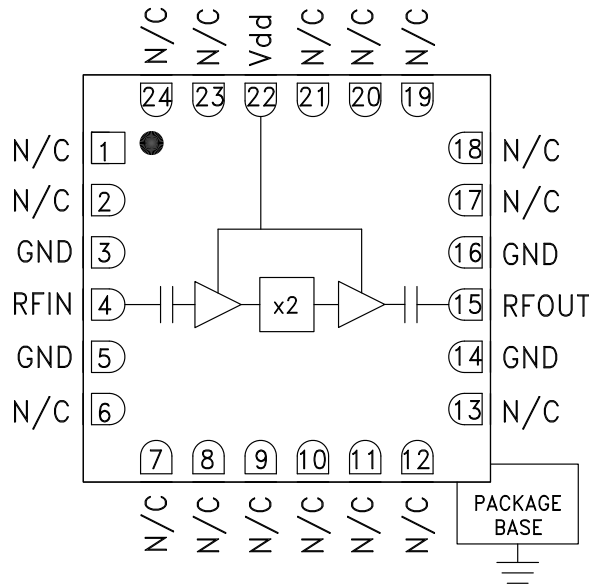 N/C N/C Vdd N/C N/C N/C
24 23 22 21 20 19
N/C 1 18 N/C
N/C 2 17 N/C
GND 3 16 GND
RFIN 4 x2 15 RFOUT
GND 5 14 GND
N/C 6 13 N/C
7 8 9 10 11 12
N/C N/C N/C N/C N/C N/C
PACKAGE
BASE